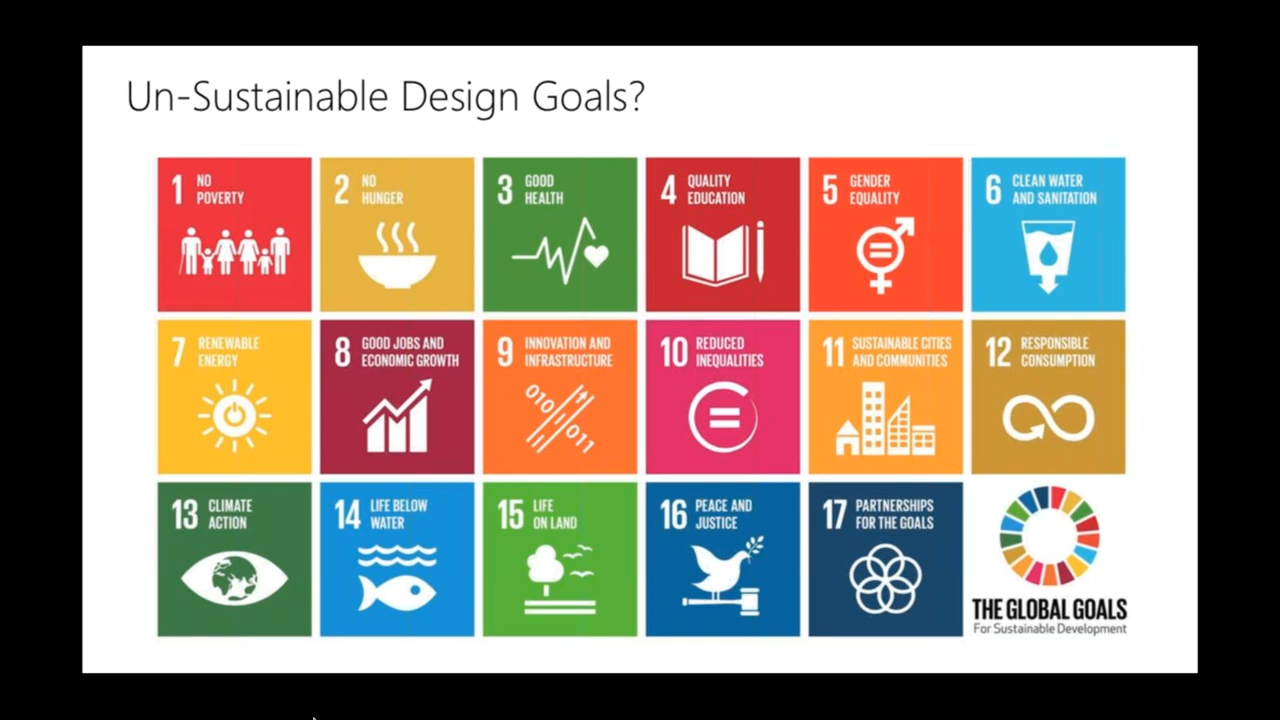 Un-Sustainable Design Goals?
1 NO
POVERTY
2 NO
HUNGER
3 GOOD
HEALTH
4 QUALITY
EDUCATION
5 GENDER
EQUALITY
6 CLEAN WATER
AND SANITATION
7 RENEWABLE
ENERGY
8 GOOD JOBS AND
ECONOMIC GROWTH
9 INNOVATION AND
INFRASTRUCTURE
010
011
10 REDUCED
INEQUALITIES
11 SUSTAINABLE CITIES
AND COMMUNITIES
12 RESPONSIBLE
CONSUMPTION
13 CLIMATE
ACTION
14 LIFE BELOW
WATER
15 LIFE
ON LAND
16 PEACE AND
JUSTICE
17 PARTNERSHIPS
FOR THE GOALS
THE GLOBAL GOALS
For Sustainable Development